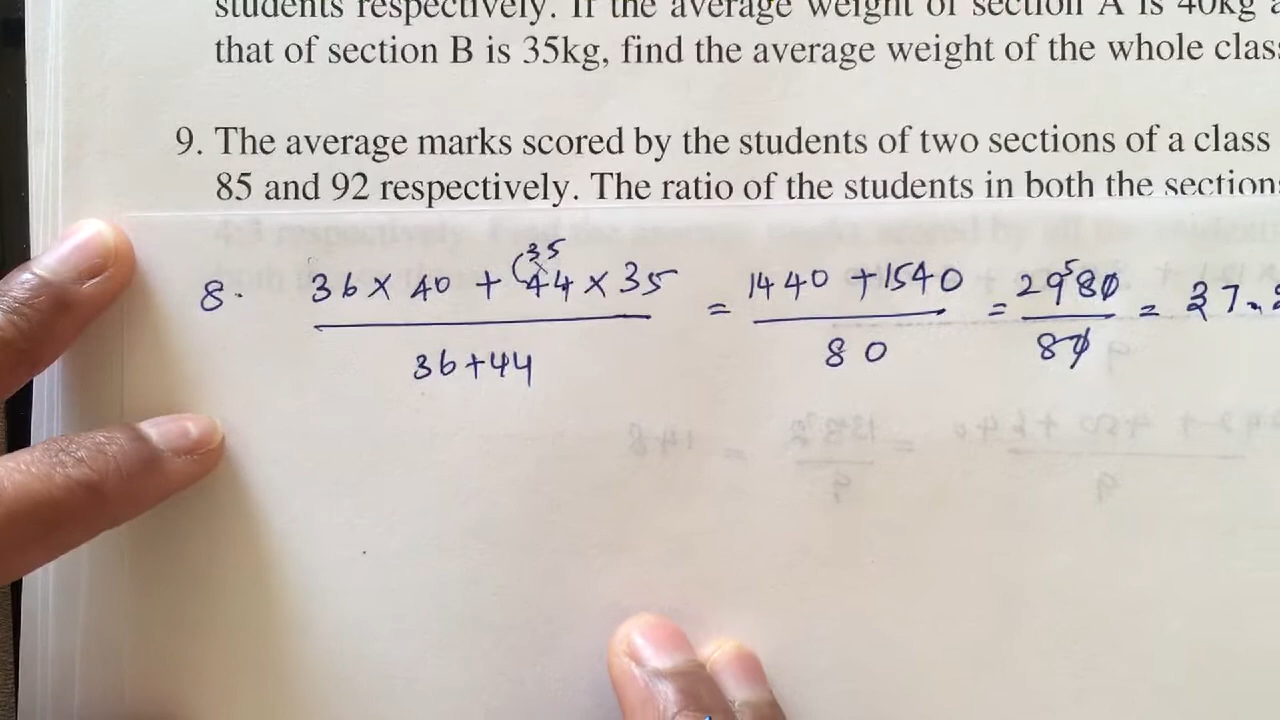 students respectively. If the average weight of section A is 40kg a
that of section B is 35kg, find the average weight of the whole clas
9. The average marks scored by the students of two sections of a class
85 and 92 respectively. The ratio of the students in both the section
35
8. 36 x 40 + (44 x 35 = 1440 + 1540 = 2980 = 37.
36+44 80 80